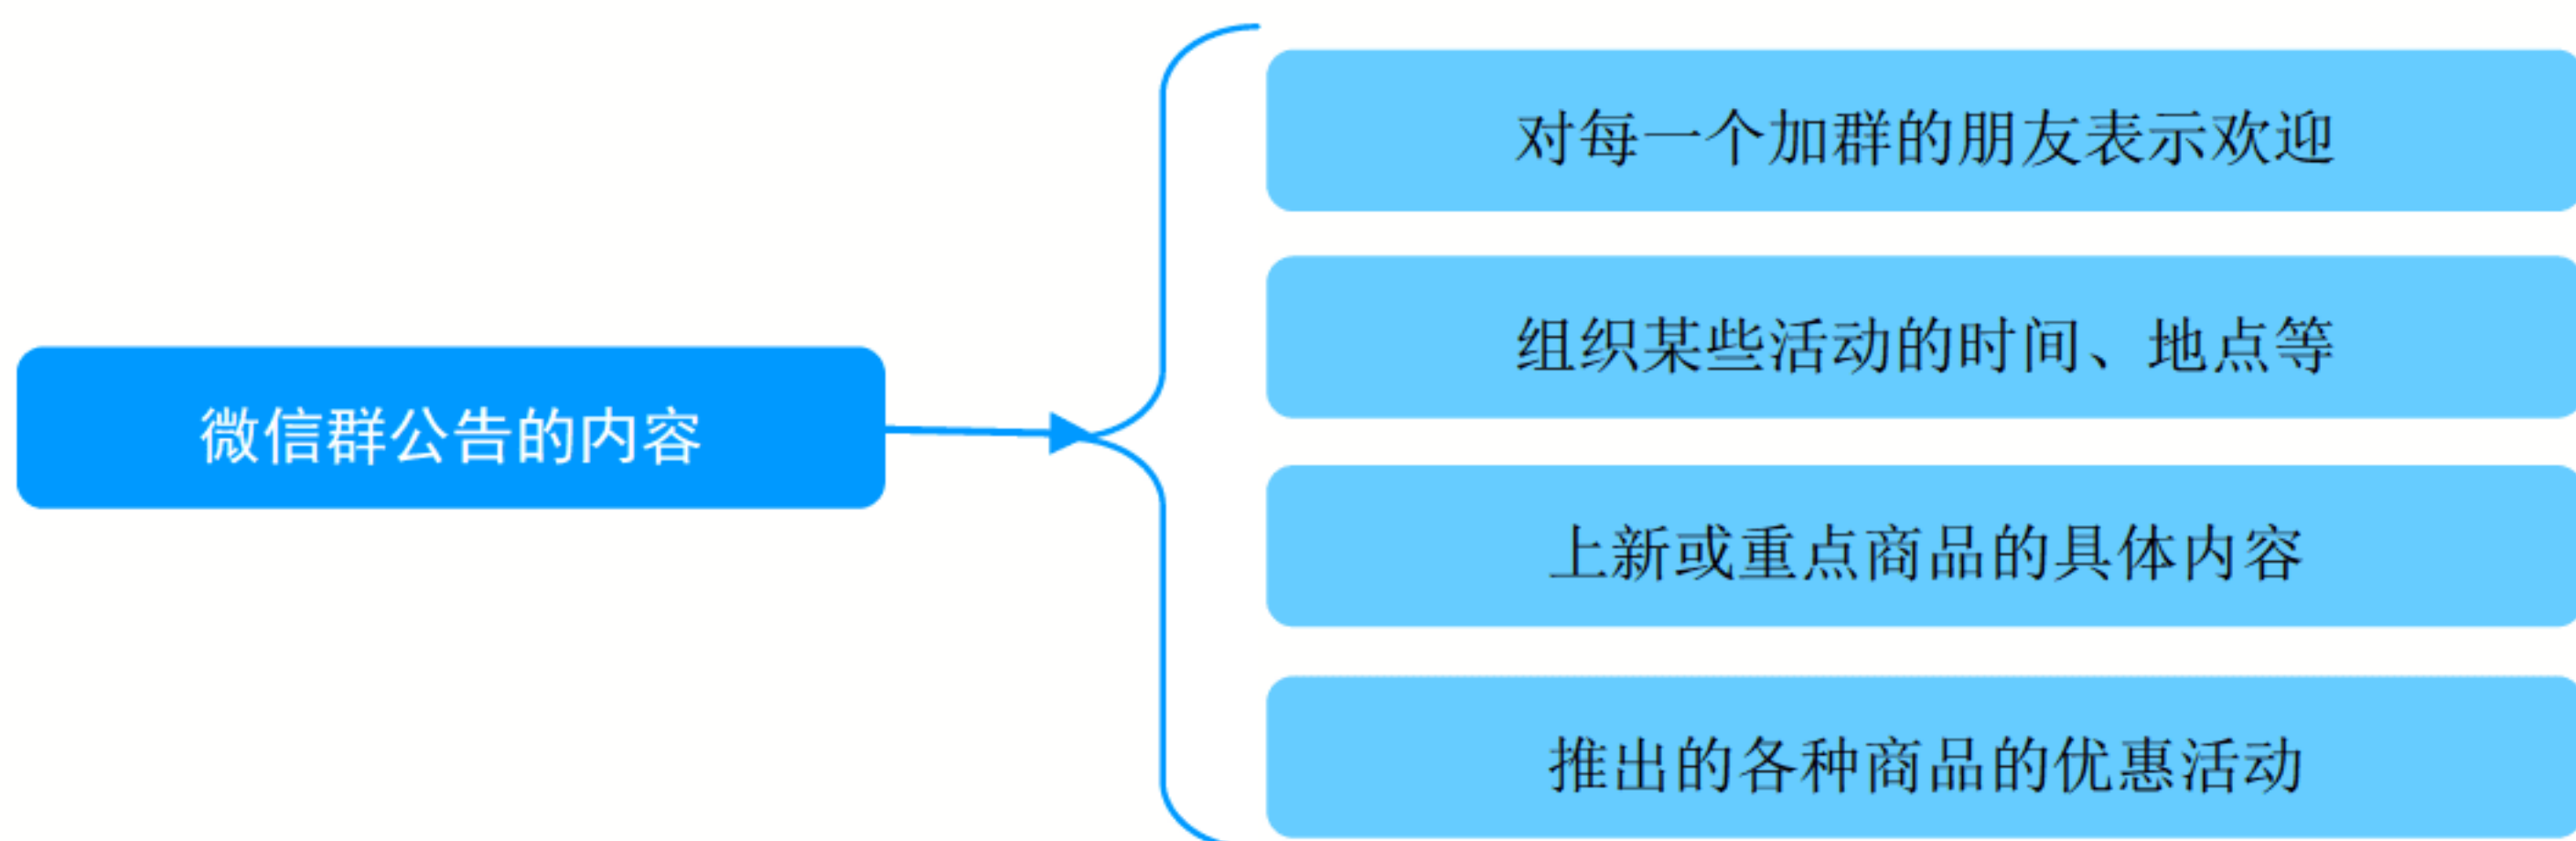 微信群公告的内容
对每一个加群的朋友表示欢迎
组织某些活动的时间、地点等
上新或重点商品的具体内容
推出的各种商品的优惠活动